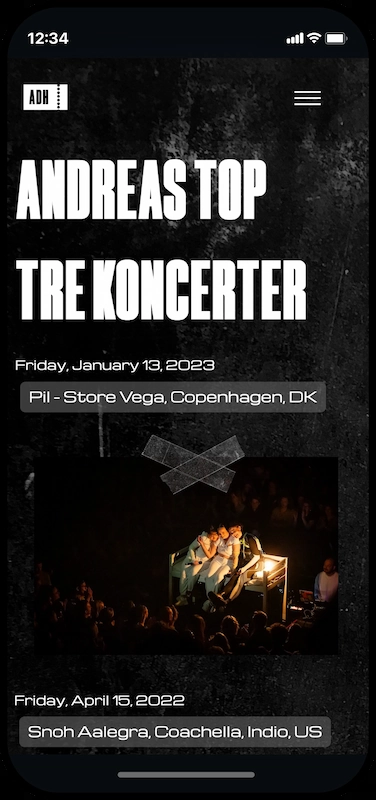 12:34
ADH
ANDREAS TOP
TRE KONCERTER
Friday, January 13, 2023
Pil - Store Vega, Copenhagen, DK
Friday, April 15, 2022
Snoh Aalegra, Coachella, Indio, US